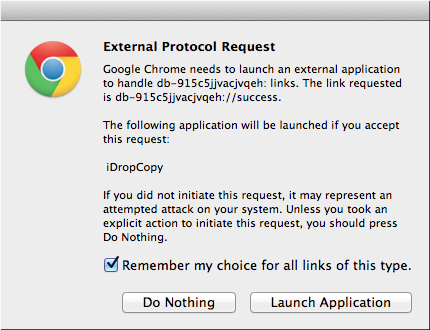 External Protocol Request
Google Chrome needs to launch an external application
to handle db-915c5jjvacjvqeh: links. The link requested
is db-915c5jjvacjvqeh://success.
The following application will be launched if you accept
this request:
iDropCopy
If you did not initiate this request, it may represent an
attempted attack on your system. Unless you took an
explicit action to initiate this request, you should press
Do Nothing.
Remember my choice for all links of this type.
Do Nothing Launch Application